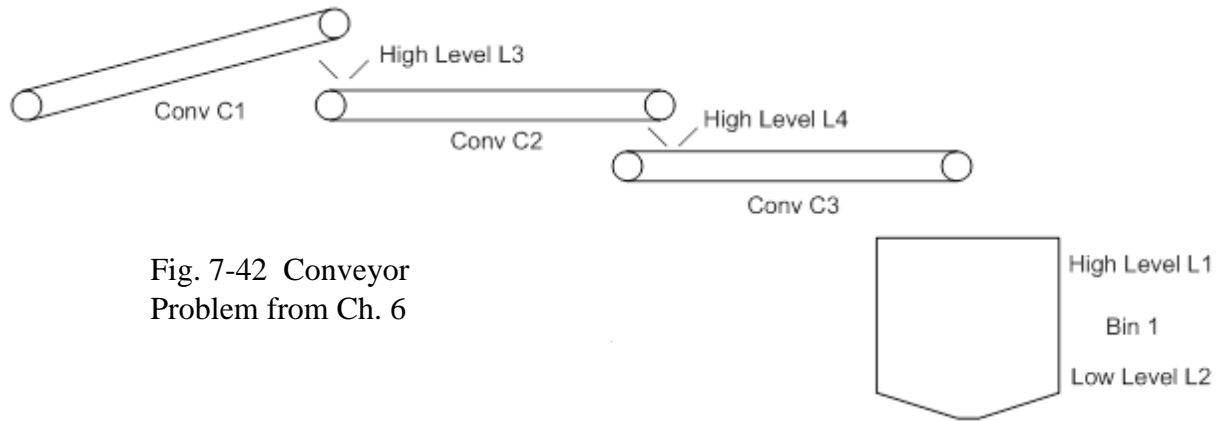 High Level L3
Conv C1
High Level L4
Conv C2
Conv C3
Fig. 7-42 Conveyor
Problem from Ch. 6
High Level L1
Bin 1
Low Level L2